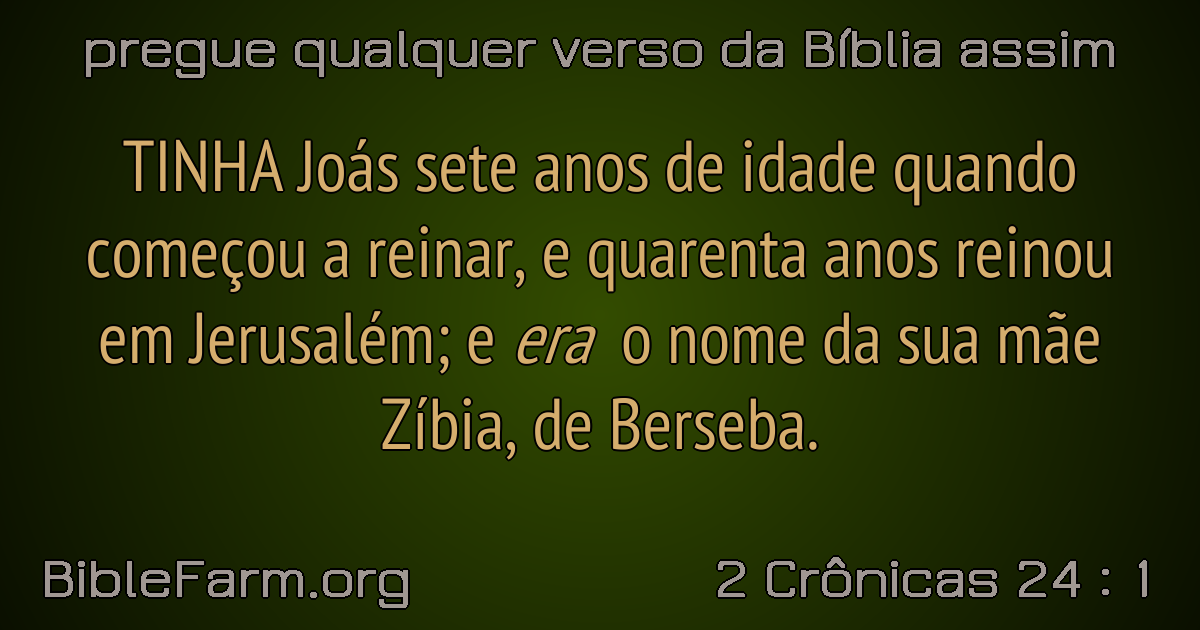 pregue qualquer verso da Bíblia assim
TINHA Joás sete anos de idade quando
começou a reinar, e quarenta anos reinou
em Jerusalém; e era o nome da sua mãe
Zíbia, de Berseba.
BibleFarm.org
2 Crônicas 24 : 1